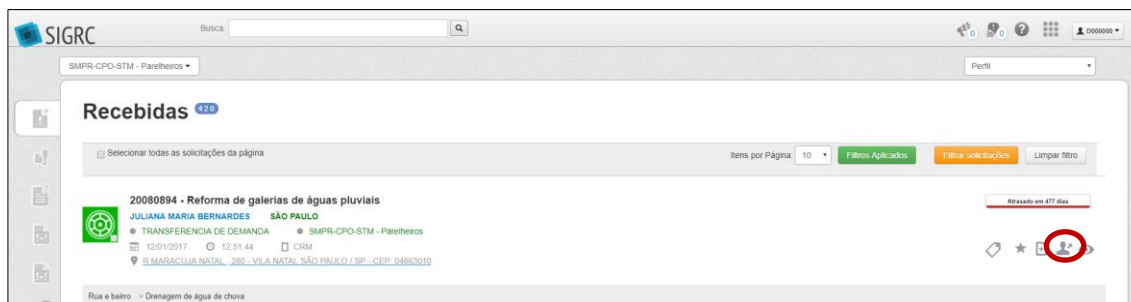 SIGRC
Busca:
0
0
D000000
SMPR-CPO-STM - Parelheiros
Perfil
Recebidas 420
Selecionar todas as solicitações da página
Itens por Página: 10
Filtros Aplicados
Filtrar solicitações
Limpar filtro
20080894 - Reforma de galerias de águas pluviais
Atrasado em 477 dias
JULIANA MARIA BERNARDES SÃO PAULO
TRANSFERENCIA DE DEMANDA SMPR-CPO-STM - Parelheiros
12/01/2017 12:51:44 CRM
R MARACUJA NATAL , 280 - VILA NATAL SÃO PAULO / SP - CEP: 04863010
Rua e bairro > Drenagem de água de chuva